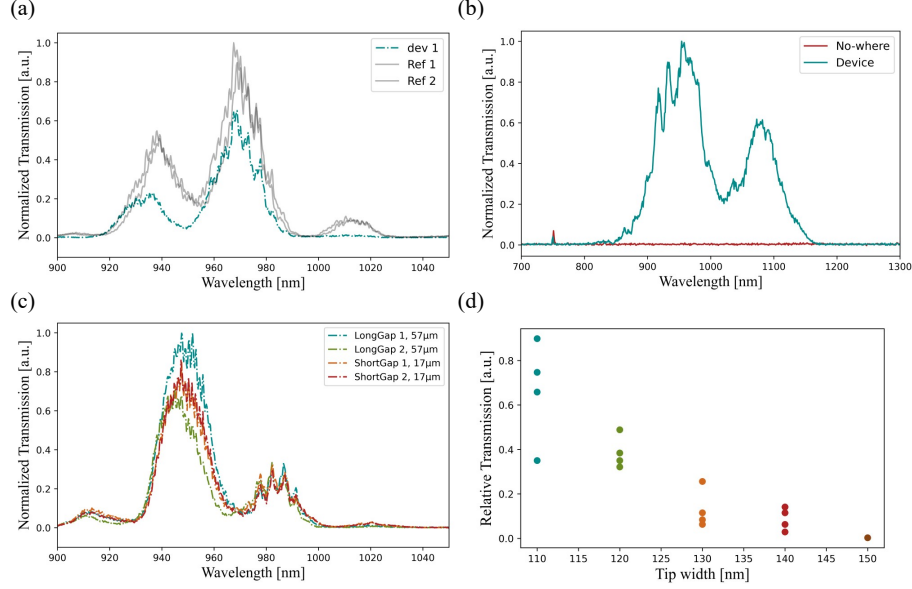 (a)
Normalized Transmission [a.u.]
1.0
0.8
0.6
0.4
0.2
0.0
dev 1
Ref 1
Ref 2
900
920
940
960
980
1000
1020
1040
Wavelength [nm]
(b)
Normalized Transmission [a.u.]
1.0
0.8
0.6
0.4
0.2
0.0
No-where
Device
700
800
900
1000
1100
1200
1300
Wavelength [nm]
(c)
Normalized Transmission [a.u.]
1.0
0.8
0.6
0.4
0.2
0.0
LongGap 1, 57μm
LongGap 2, 57μm
ShortGap 1, 17μm
ShortGap 2, 17μm
900
920
940
960
980
1000
1020
1040
Wavelength [nm]
(d)
Relative Transmission [a.u.]
0.8
0.6
0.4
0.2
0.0
110
115
120
125
130
135
140
145
150
Tip width [nm]